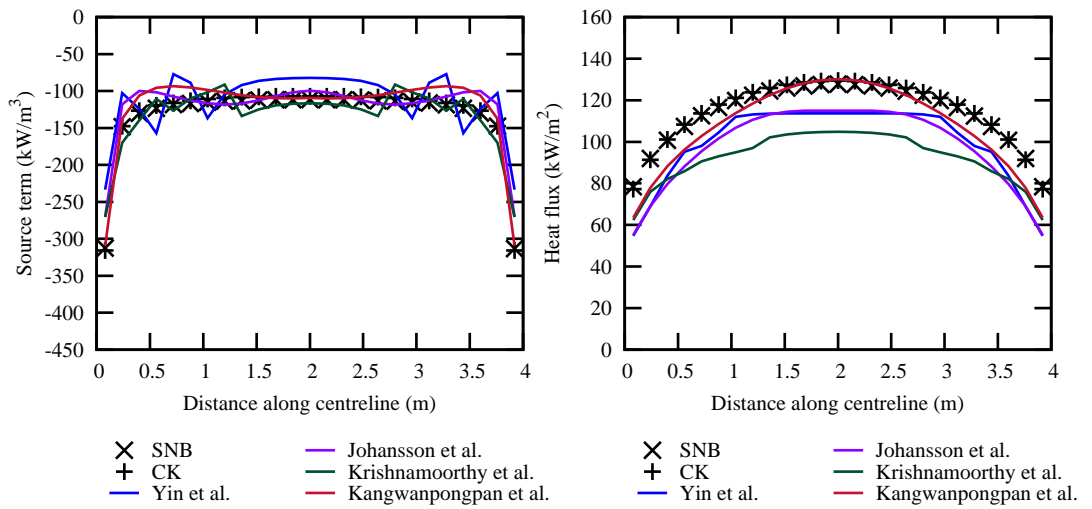 0
-50
-100
-150
-200
-250
-300
-350
-400
-450
Source term (kW/m3)
0 0.5 1 1.5 2 2.5 3 3.5 4
Distance along centreline (m)
SNB
CK
Yin et al.
Johansson et al.
Krishnamoorthy et al.
Kangwanpongpan et al.
160
140
120
100
80
60
40
20
0
Heat flux (kW/m2)
0 0.5 1 1.5 2 2.5 3 3.5 4
Distance along centreline (m)
SNB
CK
Yin et al.
Johansson et al.
Krishnamoorthy et al.
Kangwanpongpan et al.